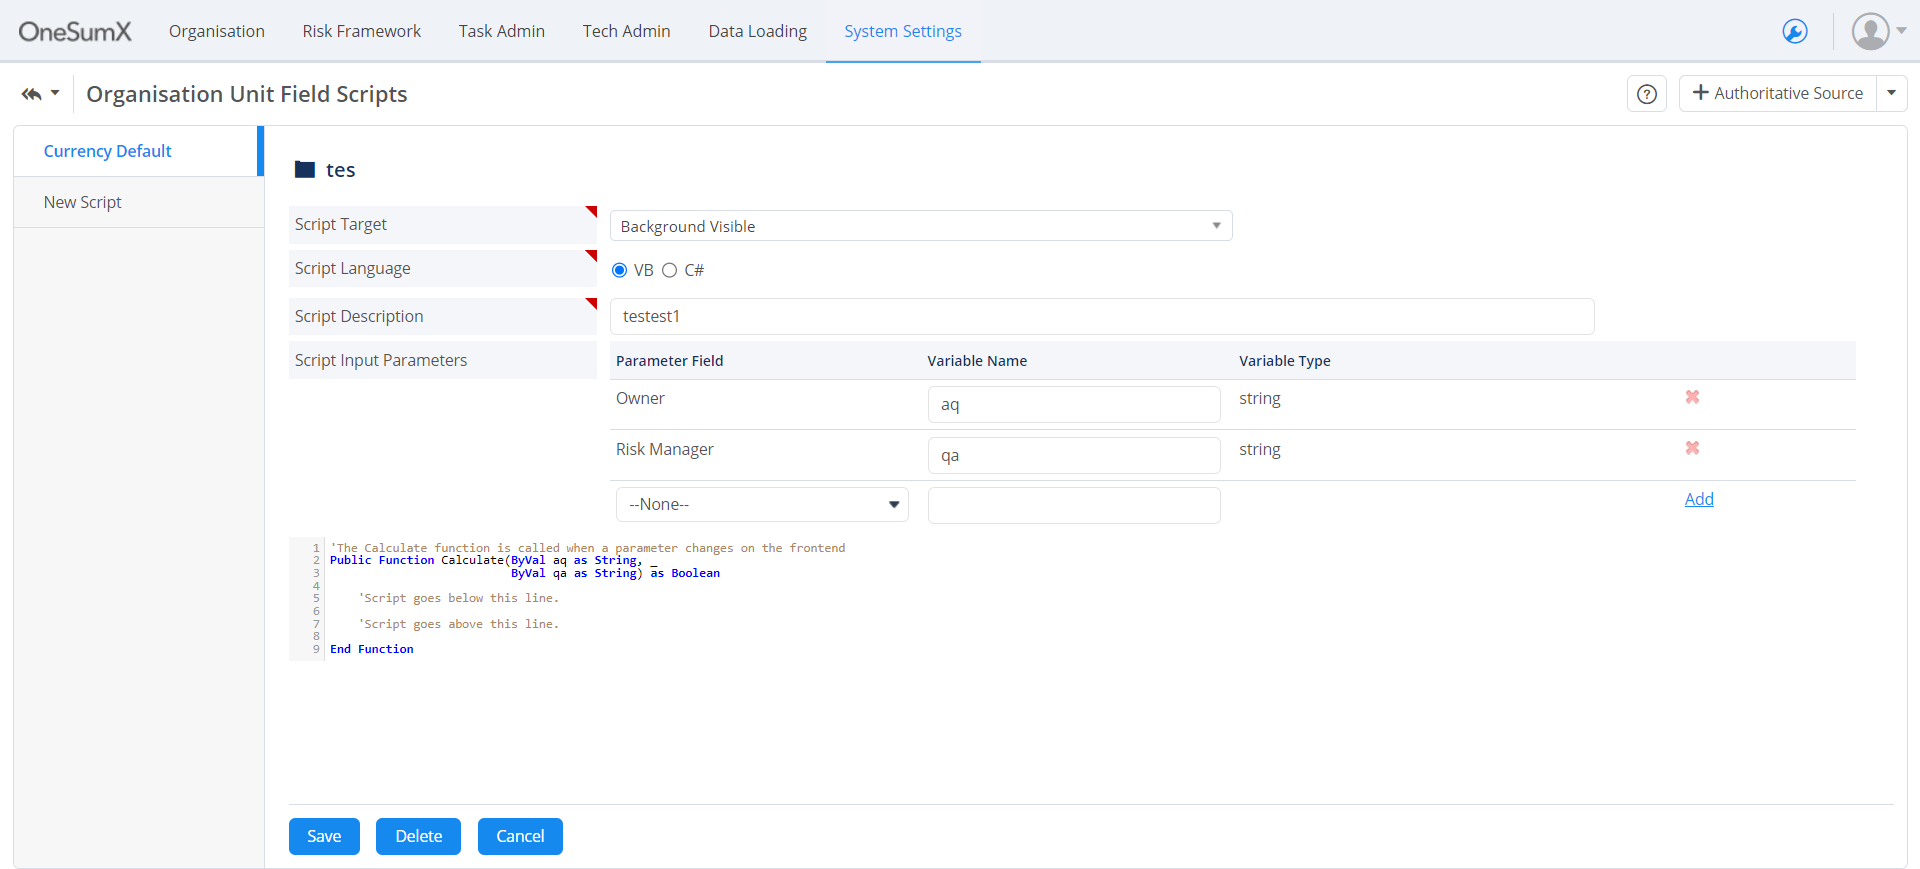 OneSumX Organisation Risk Framework Task Admin Tech Admin Data Loading System Settings
Organisation Unit Field Scripts ? Authoritative Source
Currency Default
New Script
tes
Script Target Background Visible
Script Language VB C#
Script Description testest1
Script Input Parameters Parameter Field Variable Name Variable Type
Owner aq string
Risk Manager qa string
--None-- Add
1 'The Calculate function is called when a parameter changes on the frontend
2 Public Function Calculate(ByVal aq as String, _
3 ByVal qa as String) as Boolean
4
5 'Script goes below this line.
6
7 'Script goes above this line.
8
9 End Function
Save Delete Cancel